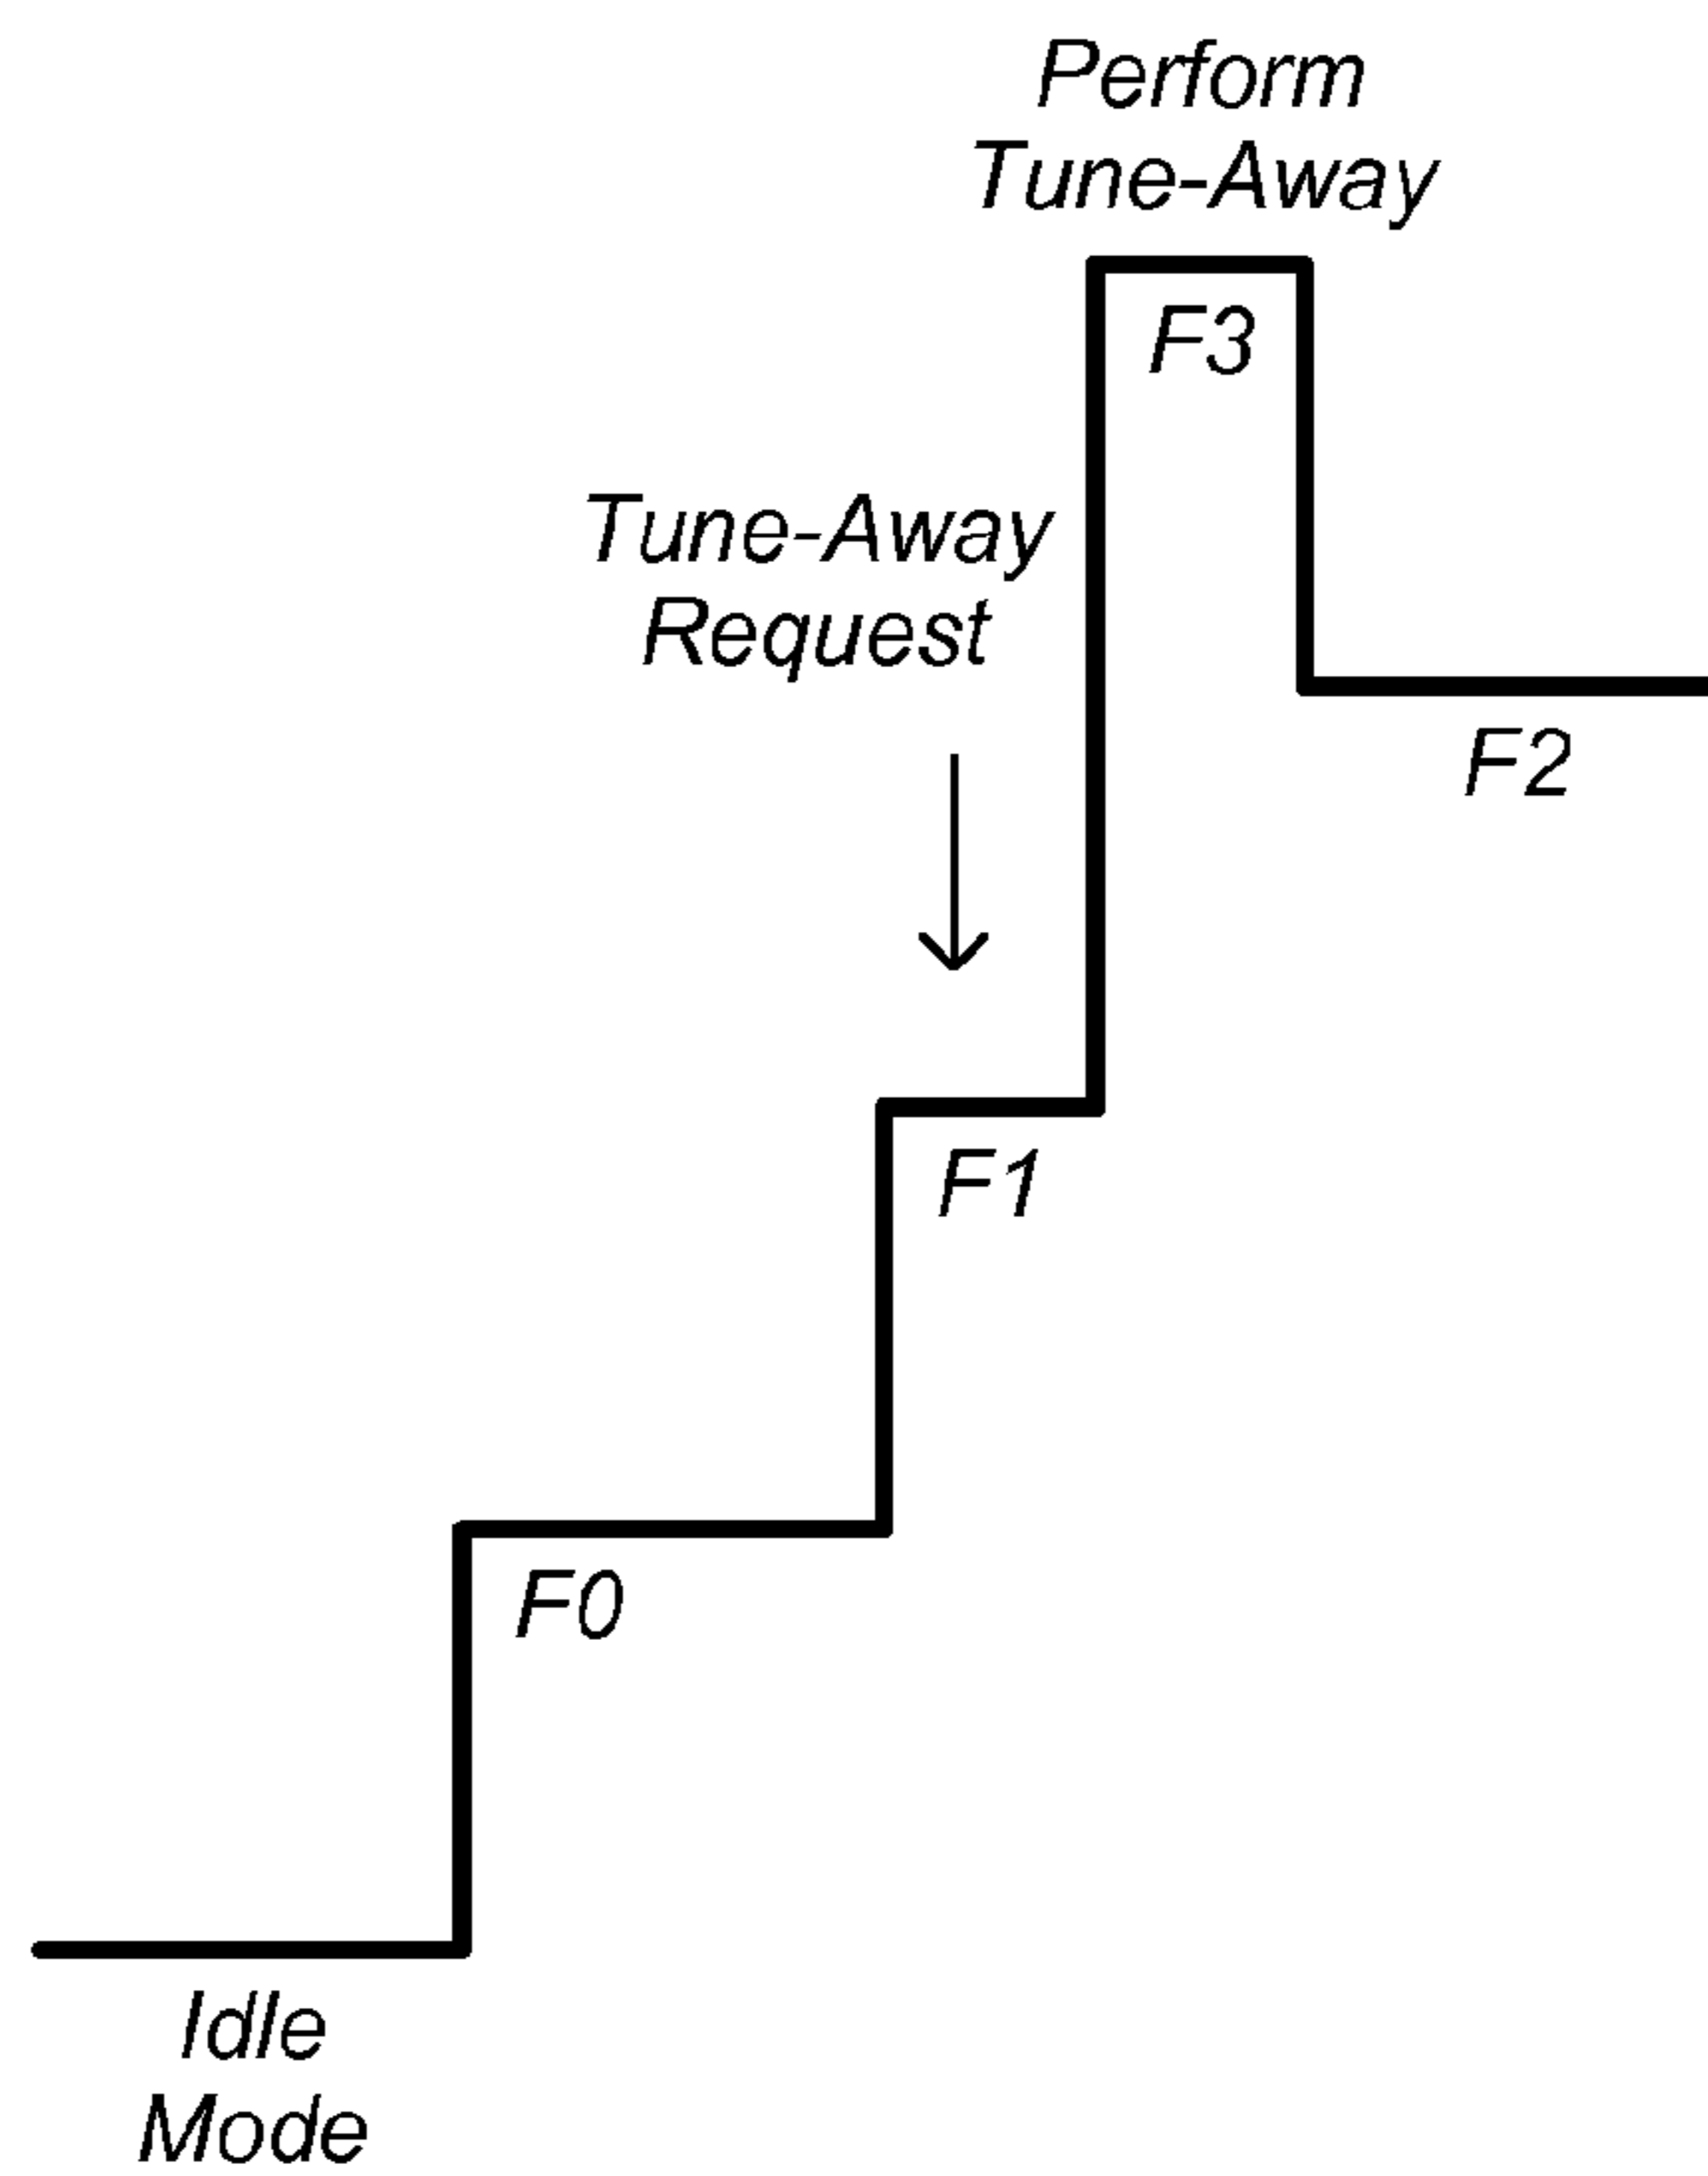 Perform
Tune-Away
F3
Tune-Away
Request
F2
F1
F0
Idle
Mode